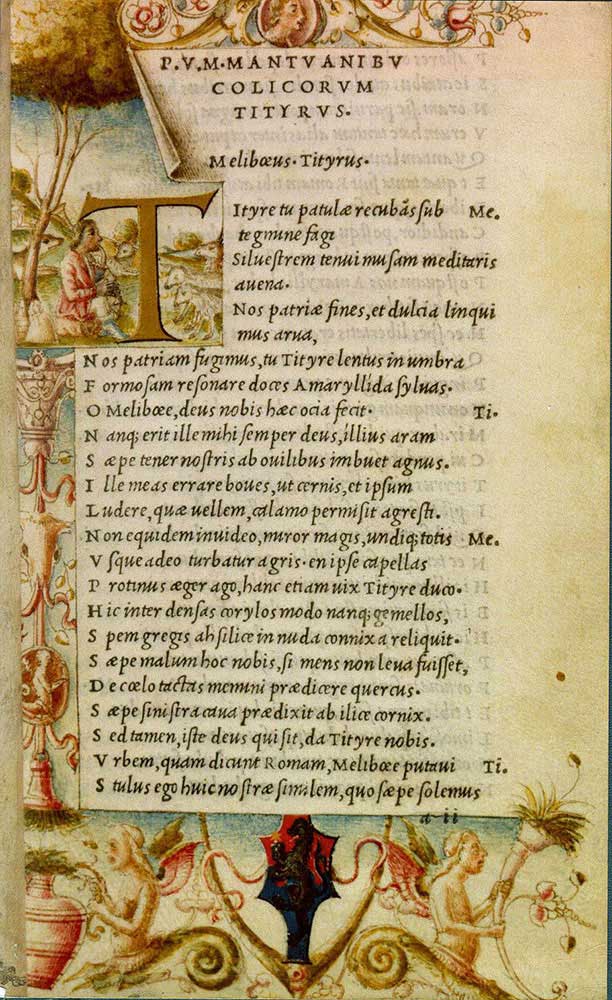 P. V. M. MANTVANI BV
COLICORVM
TITYRVS.
Meliboeus. Tityrus.
TItyre tu patulæ recubãs sub Me.
tegmine fagi
Siluestrem tenui musam meditaris
auena.
Nos patriæ fines, et dulcia linqui
mus arua,
Nos patriam fugimus, tu Tityre lentus in umbra
Formosam resonare doces Amaryllida syluas.
O Meliboee, deus nobis hæc ocia fecit. Ti.
Nanq; erit ille mihi semper deus, illius aram
Sæpe tener nostris ab ouilibus imbuet agnus.
Ille meas errare boues, ut cernis, et ipsum
Ludere, quæ uellem, calamo permisit agresti.
Non equidem inuideo, miror magis, undiq; totis Me.
Vsque adeo turbatur agris. en ipse capellas
Protinus æger ago, hanc etiam uix Tityre duco.
Hic inter densas corylos modo nanq; gemellos,
Spem gregis ah silice in nuda connixa reliquit.
Sæpe malum hoc nobis, si mens non leua fuisset,
De cœlo tactas memini prædicere quercus.
Sæpe sinistra caua prædixit ab ilice cornix.
Sed tamen, iste deus qui sit, da Tityre nobis.
Vrbem, quam dicunt Romam, Meliboee putaui Ti.
Stulus ego huic nostræ similem, quo sæpe solemus
a ii